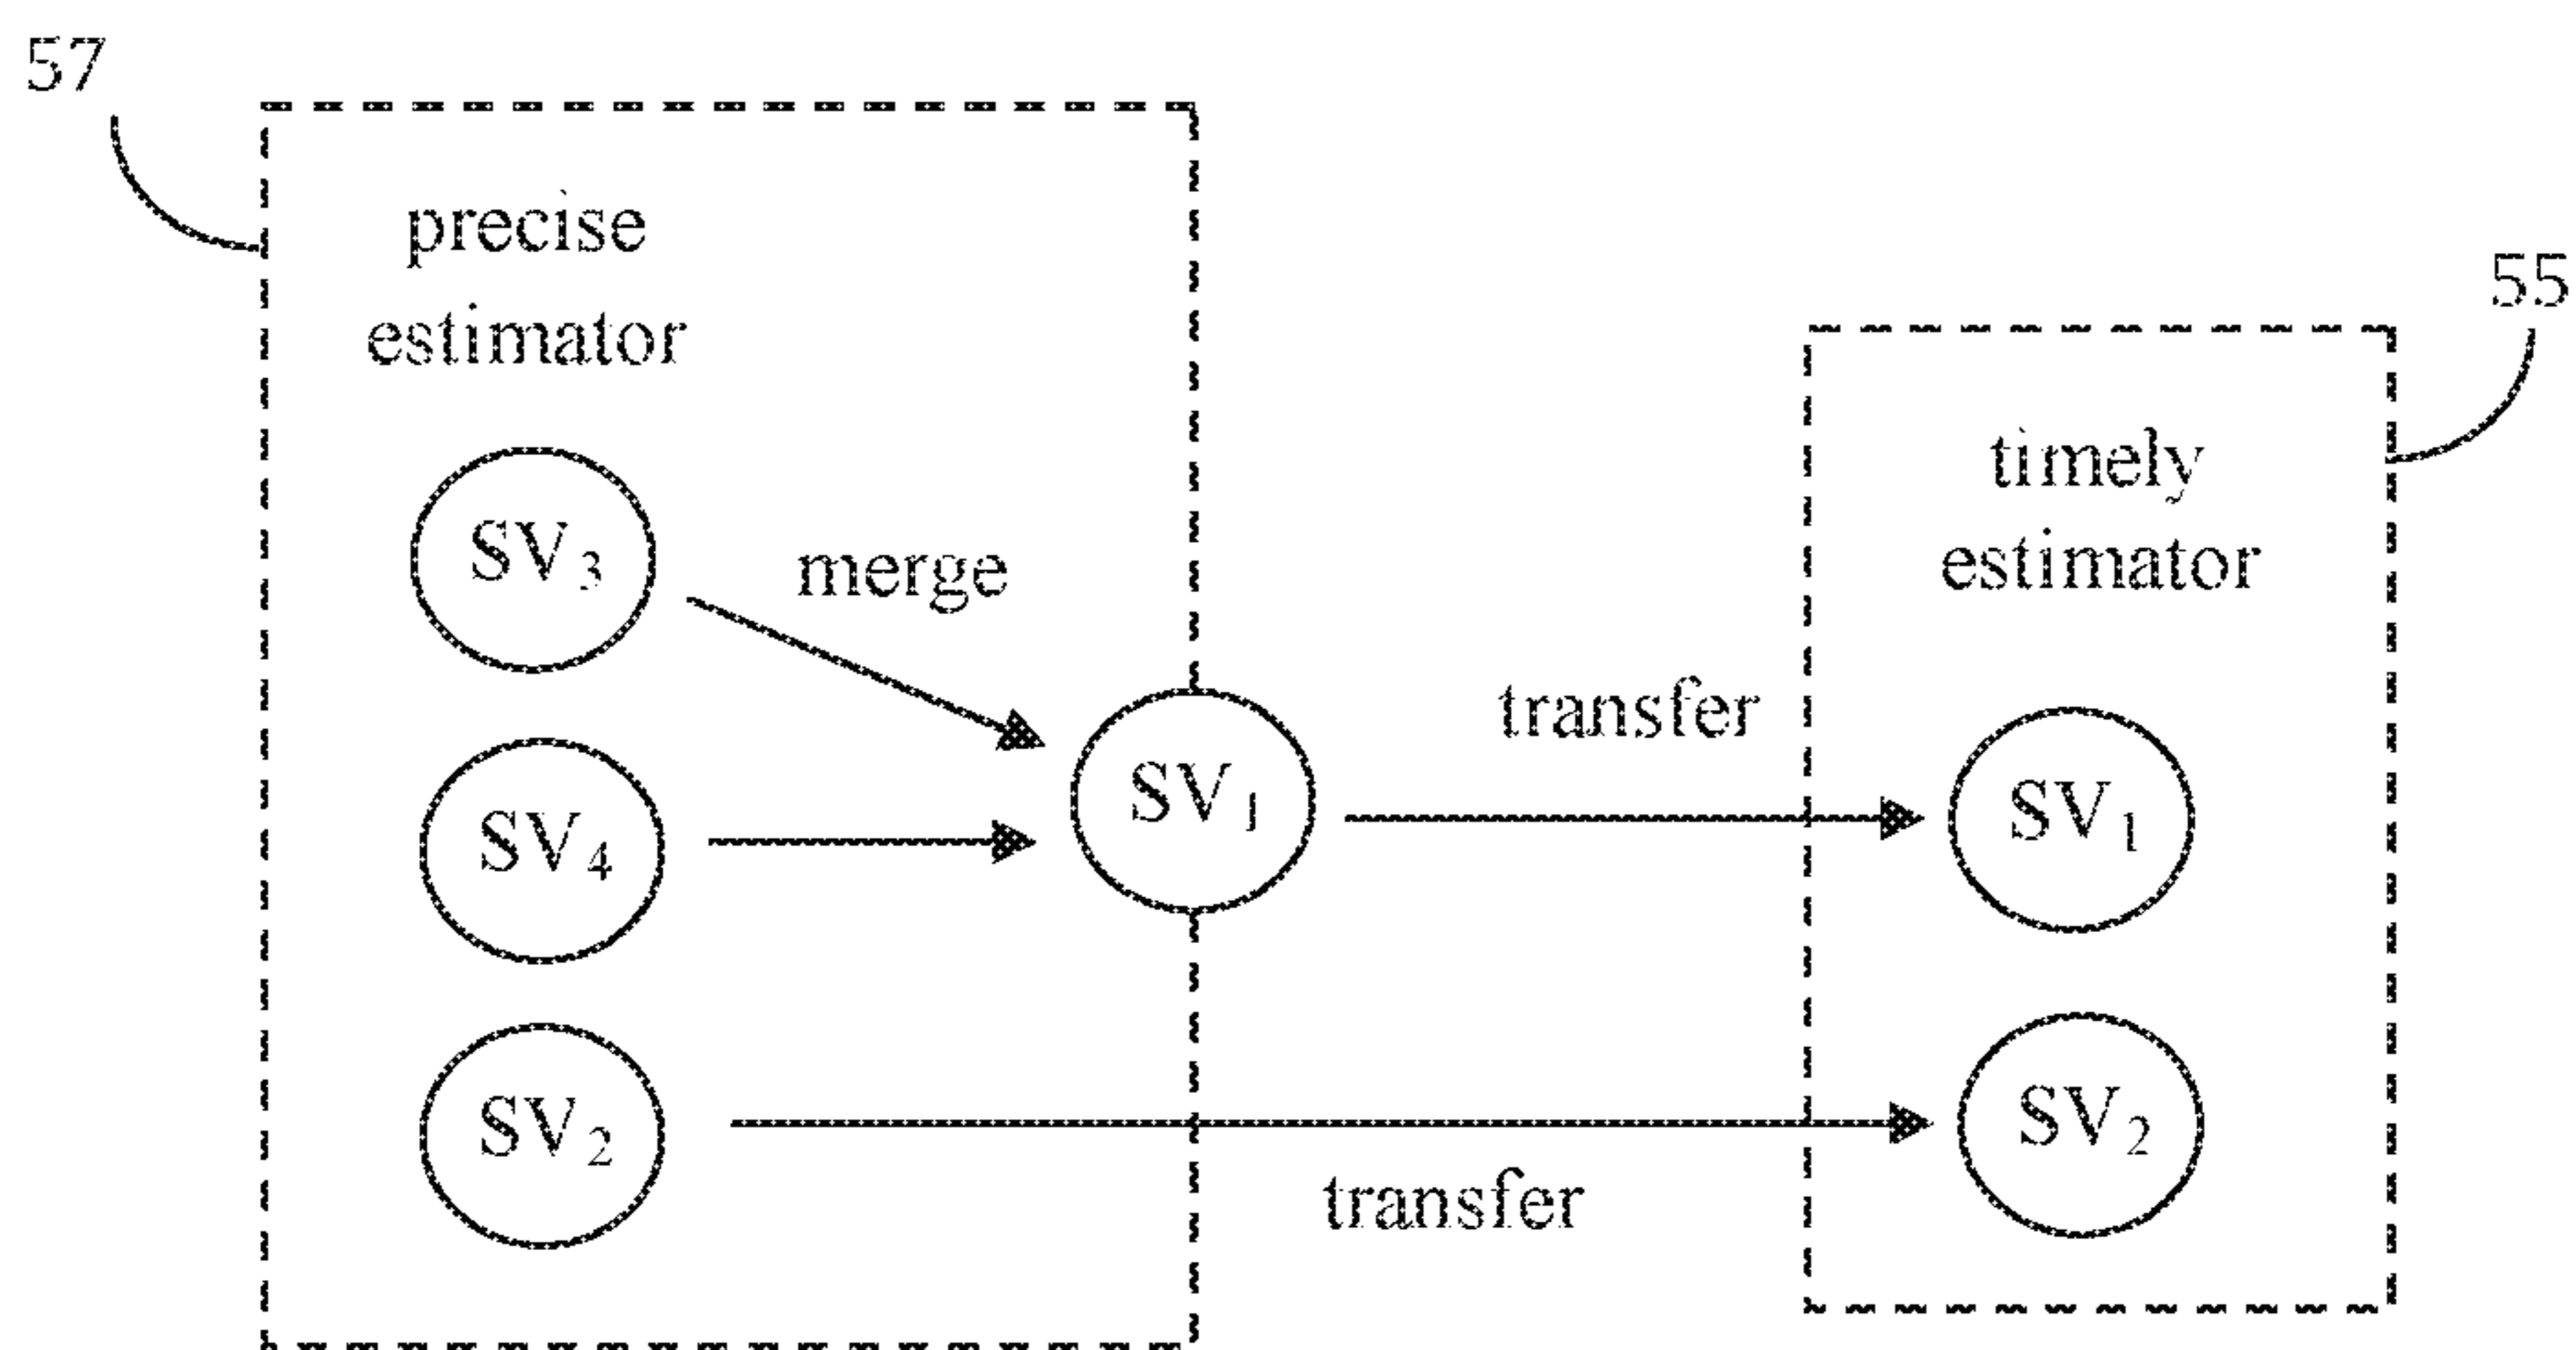 57
precise
estimator
55
timely
estimator
SV₃
merge
transfer
SV₁
SV₁
SV₄
SV₂
SV₂
transfer